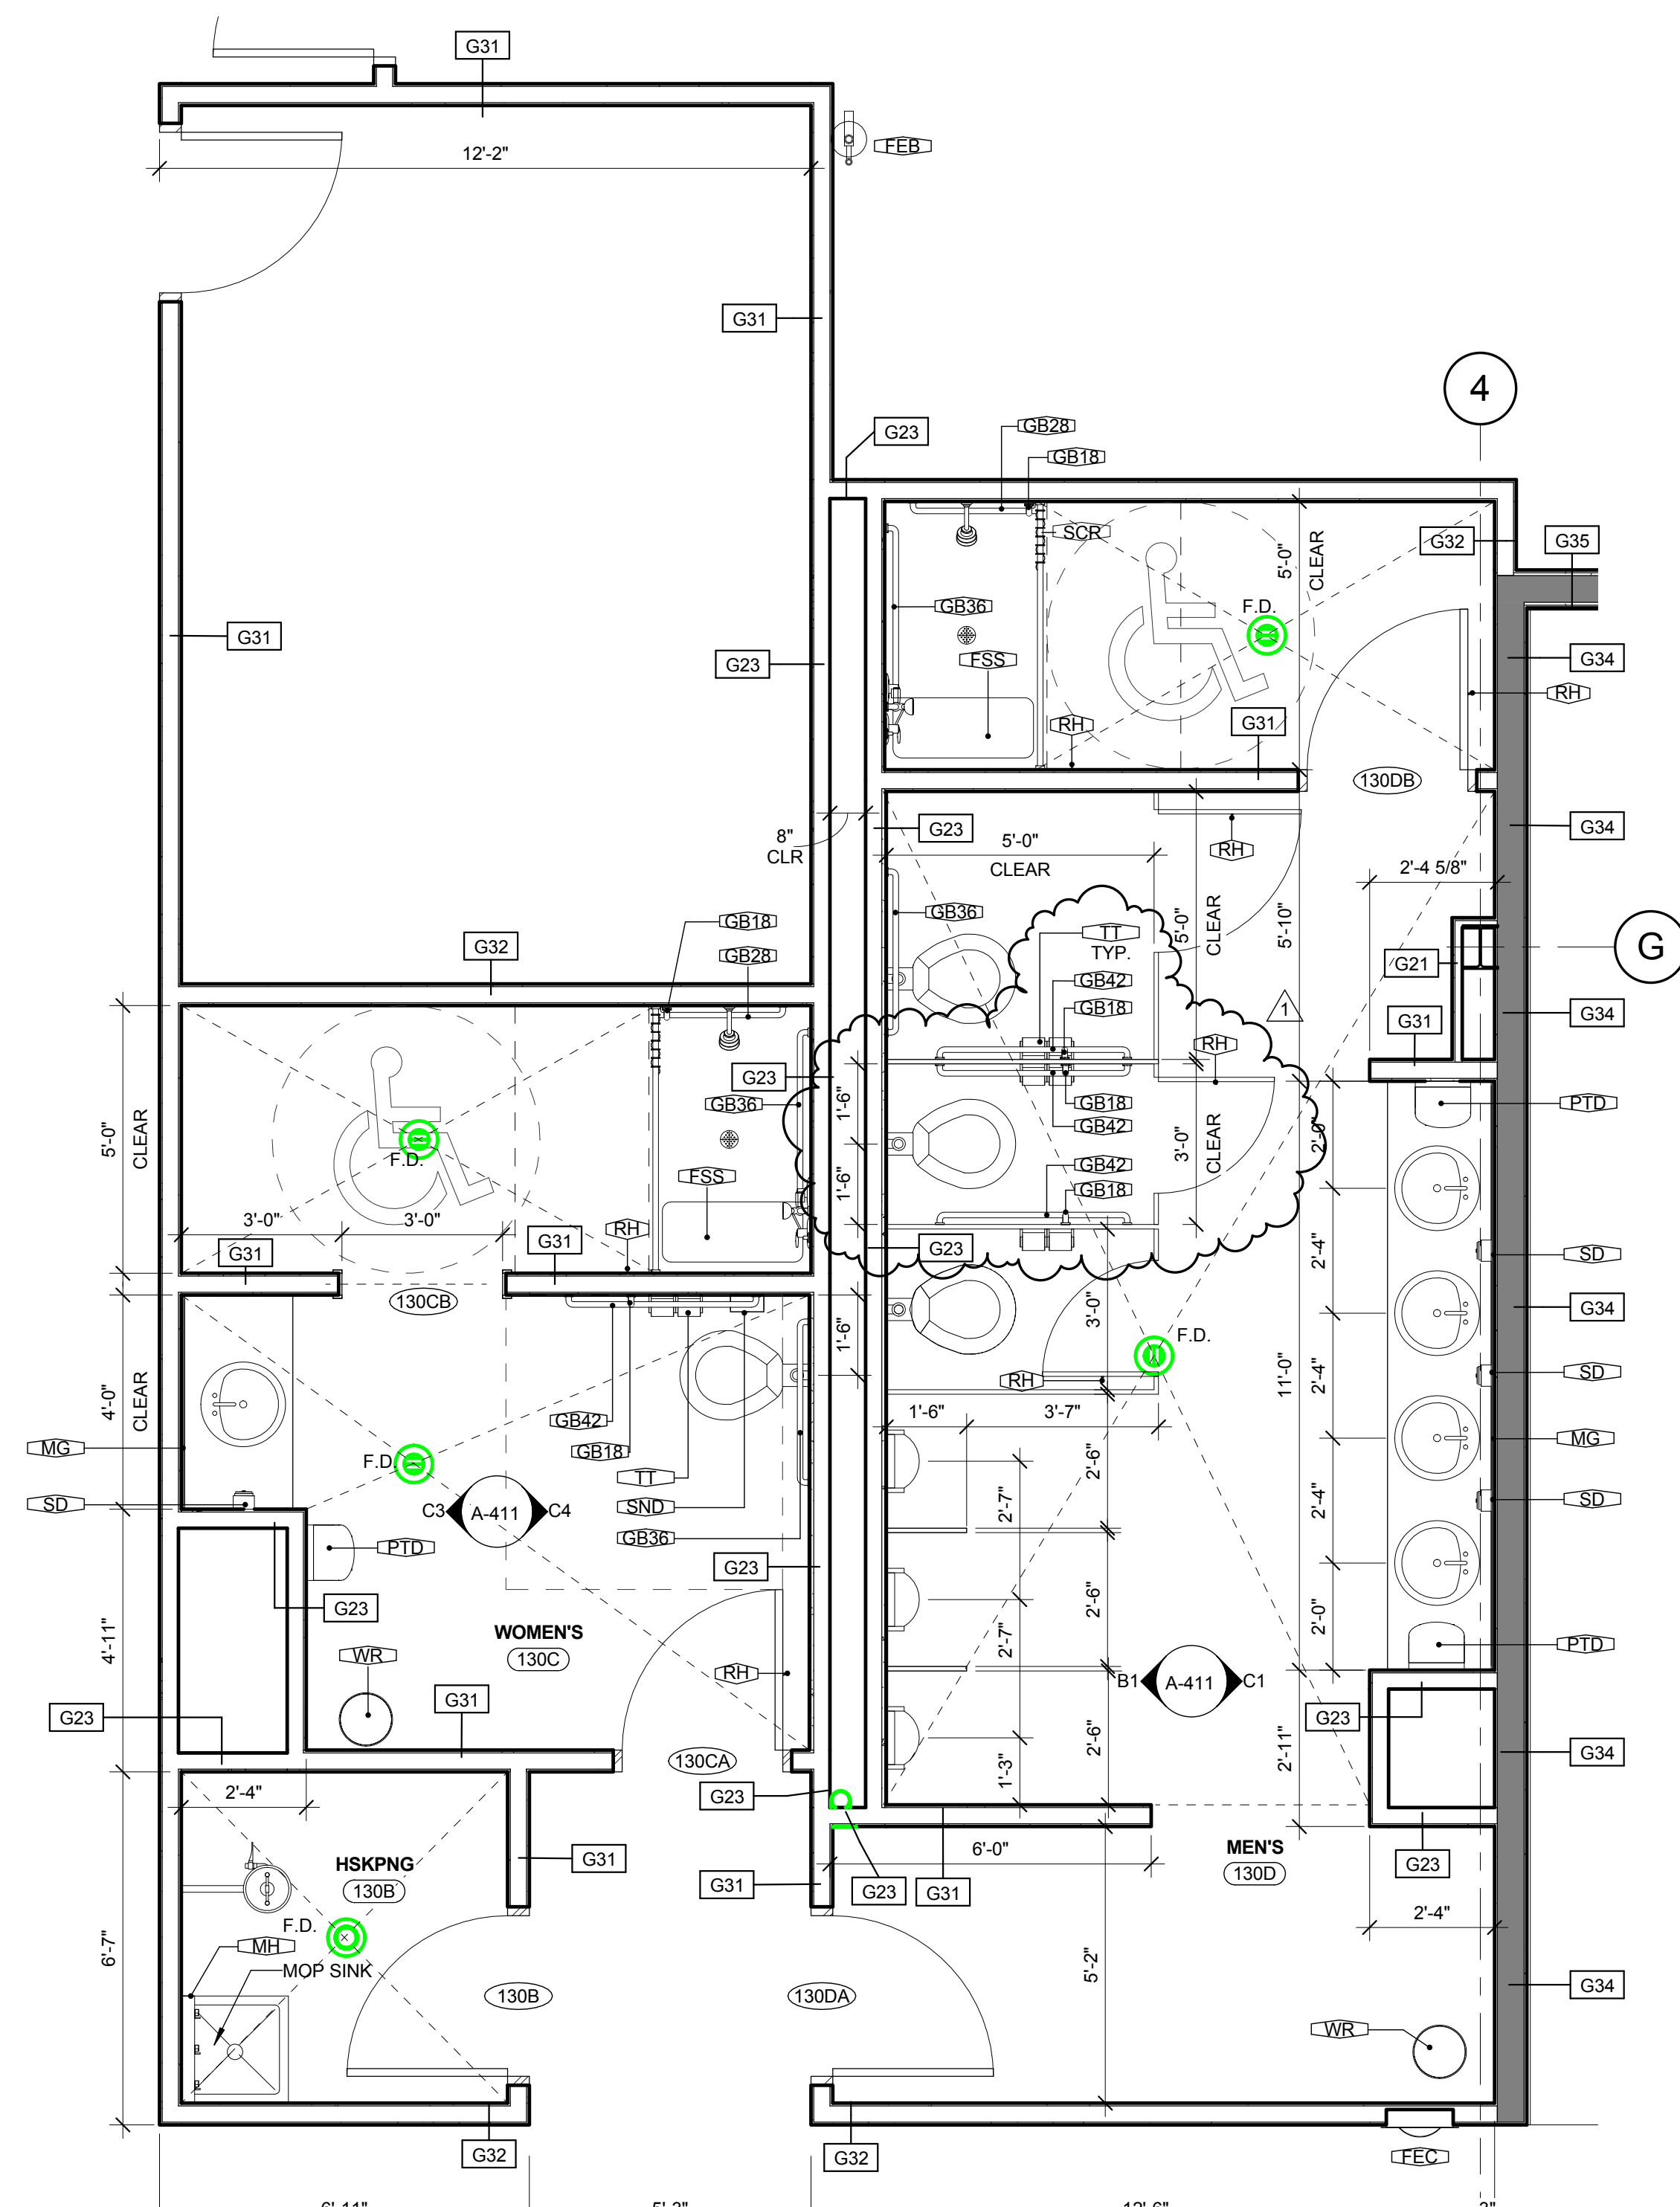 G31
12'-2"
FEB
G31
4
G23
GB28
GB18
SCR
5'-0"
CLEAR
G32
G35
G31
G23
GB36
F.D.
G34
FSS
RH
RH
G31
130DB
8"
CLR
G23
5'-0"
CLEAR
RH
G34
2'-4 5/8"
GB18
GB28
G32
GB36
TT
TYP.
5'-0"
CLEAR
5'-10"
G
G21
GB42
GB18
1
G34
G31
RH
G23
GB36
5'-0"
CLEAR
1'-6"
GB18
GB42
PTD
2'-0"
3'-0"
CLEAR
F.D.
FSS
GB42
GB18
1'-6"
3'-0"
3'-0"
RH
G31
G31
G23
2'-4"
SD
130CB
3'-0"
G34
1'-6"
F.D.
4'-0"
CLEAR
RH
11'-0"
2'-4"
SD
GB42
GB18
1'-6"
3'-7"
MG
F.D.
TT
2'-6"
MG
SD
C3
A-411
C4
SND
GB36
2'-7"
2'-4"
SD
PTD
G23
G23
2'-6"
2'-0"
4'-11"
WOMEN'S
130C
WR
RH
2'-7"
PTD
B1
A-411
C1
G23
G31
G23
130CA
2'-6"
2'-11"
G34
2'-4"
G23
1'-3"
HSKPNG
130B
G31
6'-0"
MEN'S
130D
G23
G31
G23
G31
F.D.
2'-4"
6'-7"
MH
MOP SINK
5'-2"
G34
130B
130DA
WR
G32
G32
FEC
6'-11"
5'-3"
12'-6"
3"